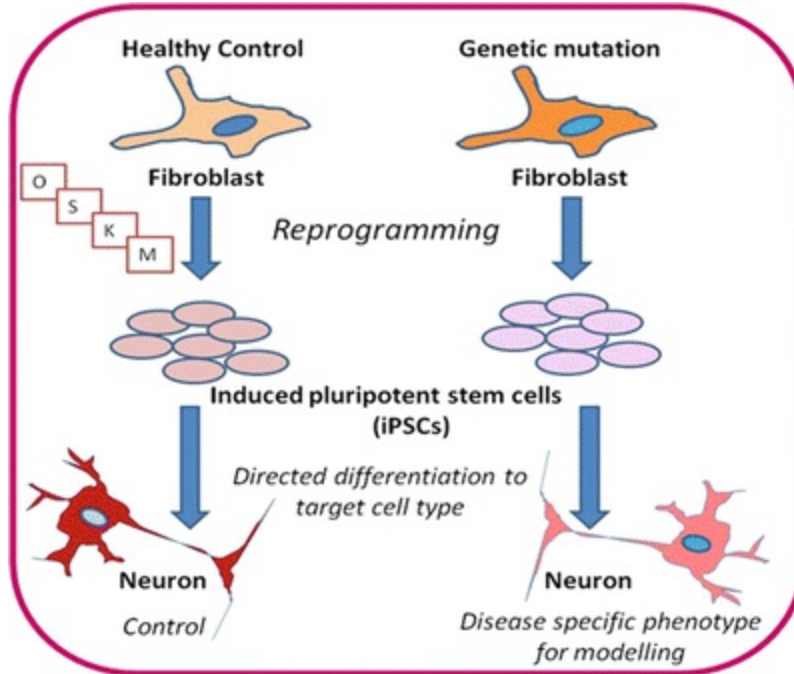 Healthy Control
Genetic mutation
Fibroblast
Fibroblast
O
S
K
M
Reprogramming
Induced pluripotent stem cells
(iPSCs)
Directed differentiation to
target cell type
Neuron
Control
Neuron
Disease specific phenotype
for modelling